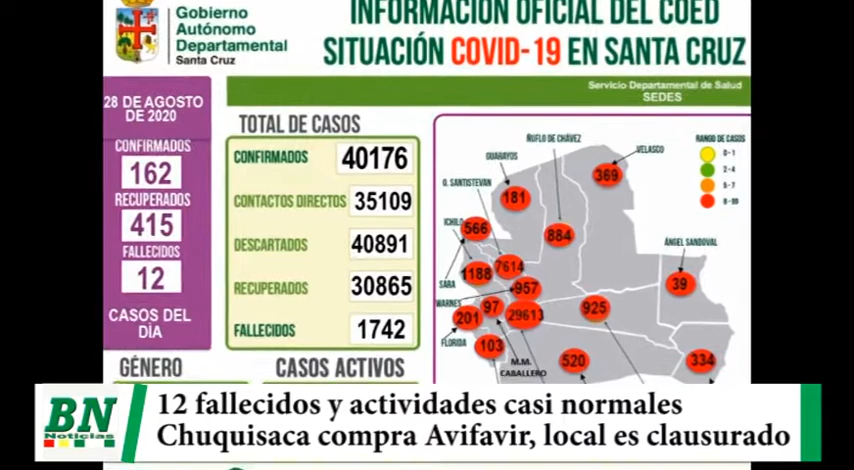 Gobierno
Autónomo
Departamental
Santa Cruz
INFORMACIÓN OFICIAL DEL COED
SITUACIÓN COVID-19 EN SANTA CRUZ
Servicio Departamental de Salud
SEDES
28 DE AGOSTO
DE 2020
CONFIRMADOS
162
RECUPERADOS
415
FALLECIDOS
12
CASOS DEL
DÍA
TOTAL DE CASOS
CONFIRMADOS 40176
CONTACTOS DIRECTOS 35109
DESCARTADOS 40891
RECUPERADOS 30865
FALLECIDOS 1742
GÉNERO
CASOS ACTIVOS
ÑUFLO DE CHÁVEZ
VELASCO
GUARAYOS
O. SANTISTEVAN
ICHILO
SARA
WARNES
FLORIDA
M.M.
CABALLERO
ÁNGEL SANDOVAL
369
181
566
884
1188
7614
957
39
97
201
29613
925
103
520
334
RANGO DE CASOS
0-1
2-4
5-7
BN
Noticias
12 fallecidos y actividades casi normales
Chuquisaca compra Avifavir, local es clausurado